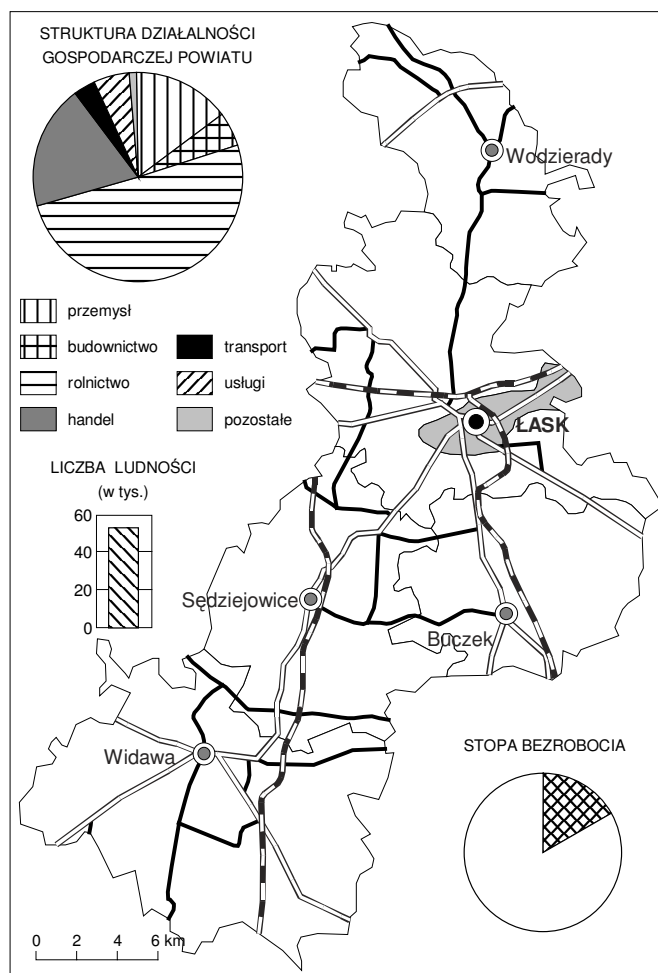 STRUKTURA DZIAŁALNOŚCI
GOSPODARCZEJ POWIATU
przemysł
budownictwo
transport
rolnictwo
usługi
handel
pozostałe
LICZBA LUDNOŚCI
(w tys.)
60
40
20
0
Wodzierady
ŁASK
Sędziejowice
Buczek
Widawa
STOPA BEZROBOCIA
0 2 4 6 km